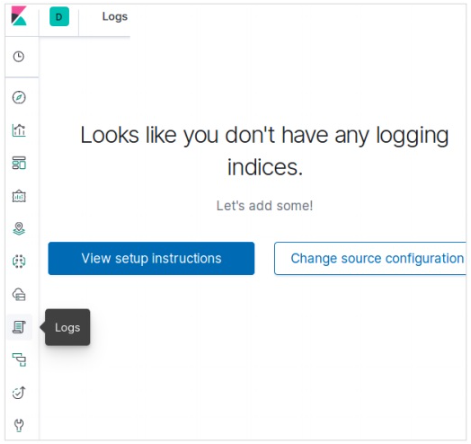 D Logs
Looks like you don't have any logging
indices.
Let's add some!
View setup instructions Change source configuration
Logs